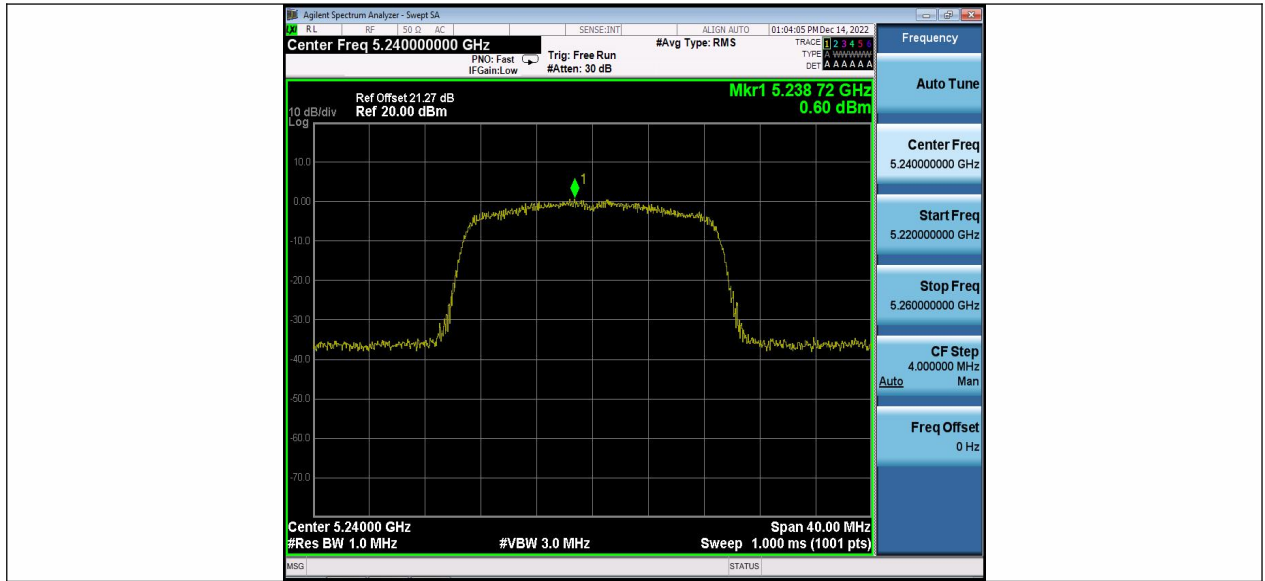 Agilent Spectrum Analyzer - Swept SA
RL RF 50 Ω AC SENSE:INT ALIGN AUTO 01:04:05 PM Dec 14, 2022
Center Freq 5.240000000 GHz #Avg Type: RMS TRACE 1 2 3 4 5 6
PNO: Fast Trig: Free Run TYPE A WWWWW
IFGain:Low #Atten: 30 dB DET A A A A A A
Mkr1 5.238 72 GHz
0.60 dBm
Ref Offset 21.27 dB
10 dB/div Ref 20.00 dBm
Log
10.0
0.00
-10.0
-20.0
-30.0
-40.0
-50.0
-60.0
-70.0
1
Center 5.24000 GHz Span 40.00 MHz
#Res BW 1.0 MHz #VBW 3.0 MHz Sweep 1.000 ms (1001 pts)
MSG STATUS
Frequency
Auto Tune
Center Freq
5.240000000 GHz
Start Freq
5.220000000 GHz
Stop Freq
5.260000000 GHz
CF Step
4.000000 MHz
Auto Man
Freq Offset
0 Hz